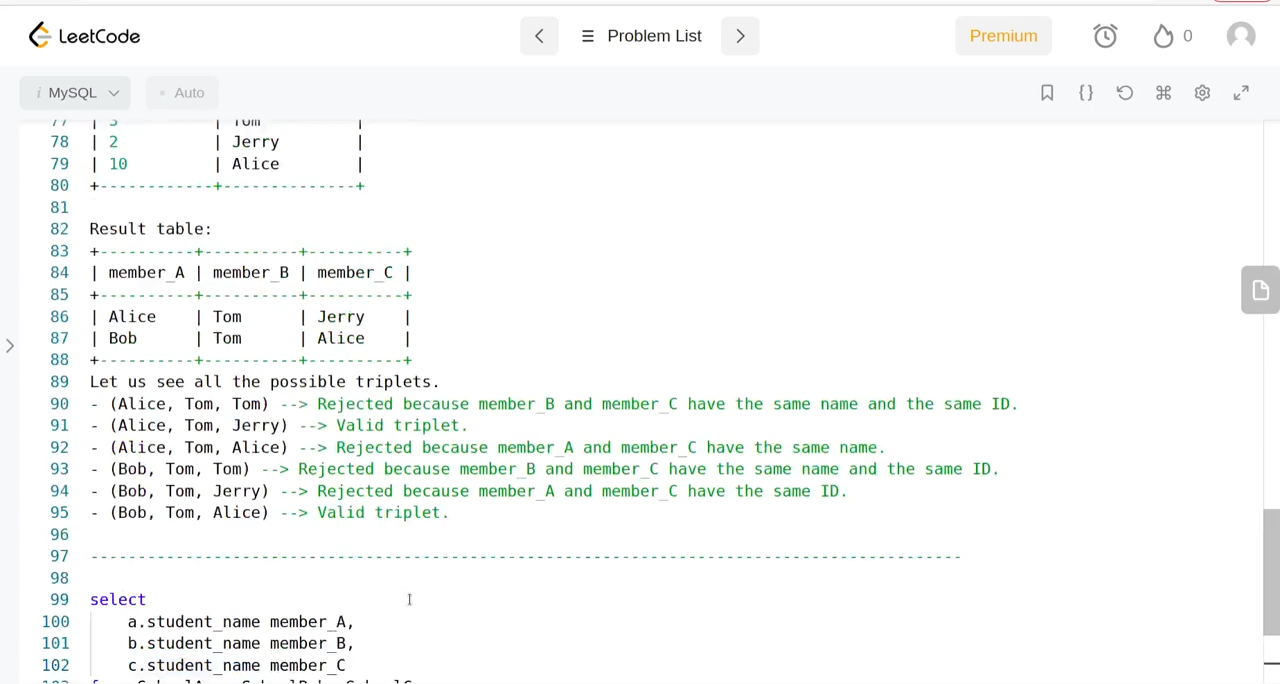 LeetCode
Problem List
Premium
0
i MySQL
Auto
77 | 3 | Tom |
78 | 2 | Jerry |
79 | 10 | Alice |
80 +------------+--------------+
81
82 Result table:
83 +----------+----------+----------+
84 | member_A | member_B | member_C |
85 +----------+----------+----------+
86 | Alice | Tom | Jerry |
87 | Bob | Tom | Alice |
88 +----------+----------+----------+
89 Let us see all the possible triplets.
90 - (Alice, Tom, Tom) --> Rejected because member_B and member_C have the same name and the same ID.
91 - (Alice, Tom, Jerry) --> Valid triplet.
92 - (Alice, Tom, Alice) --> Rejected because member_A and member_C have the same name.
93 - (Bob, Tom, Tom) --> Rejected because member_B and member_C have the same name and the same ID.
94 - (Bob, Tom, Jerry) --> Rejected because member_A and member_C have the same ID.
95 - (Bob, Tom, Alice) --> Valid triplet.
96
97 --------------------------------------------------------------------------------------------
98
99 select
100 a.student_name member_A,
101 b.student_name member_B,
102 c.student_name member_C